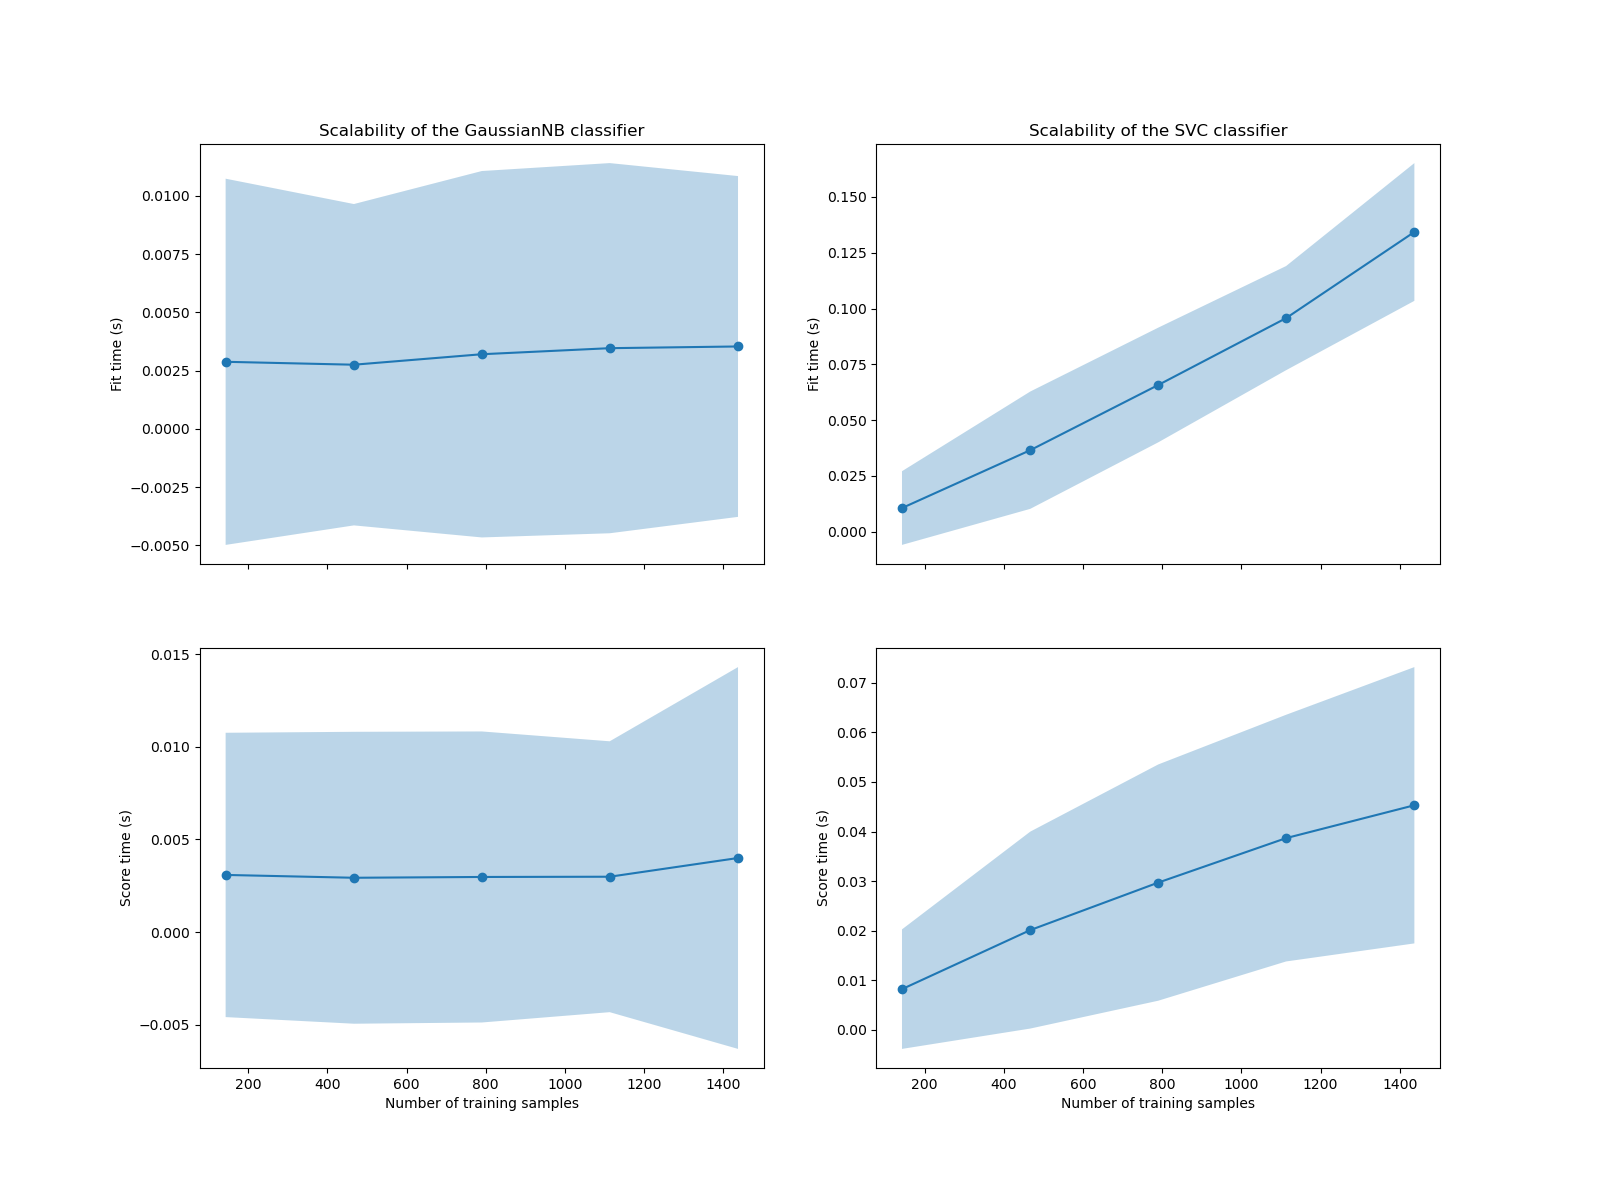 Scalability of the GaussianNB classifier
0.0100
0.0075
0.0050
0.0025
0.0000
−0.0025
−0.0050
Fit time (s)
Scalability of the SVC classifier
0.150
0.125
0.100
0.075
0.050
0.025
0.000
Fit time (s)
0.015
0.010
0.005
0.000
−0.005
Score time (s)
200 400 600 800 1000 1200 1400
Number of training samples
0.07
0.06
0.05
0.04
0.03
0.02
0.01
0.00
Score time (s)
200 400 600 800 1000 1200 1400
Number of training samples